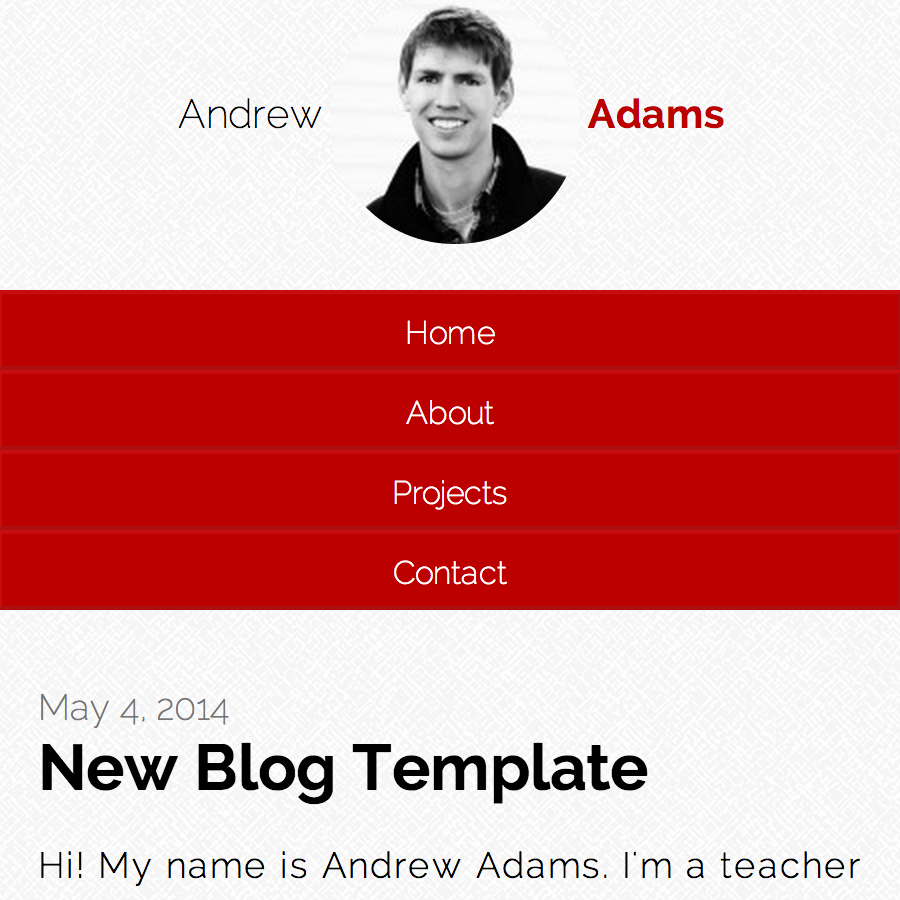 Andrew Adams
Home
About
Projects
Contact
May 4, 2014
New Blog Template
Hi! My name is Andrew Adams. I'm a teacher